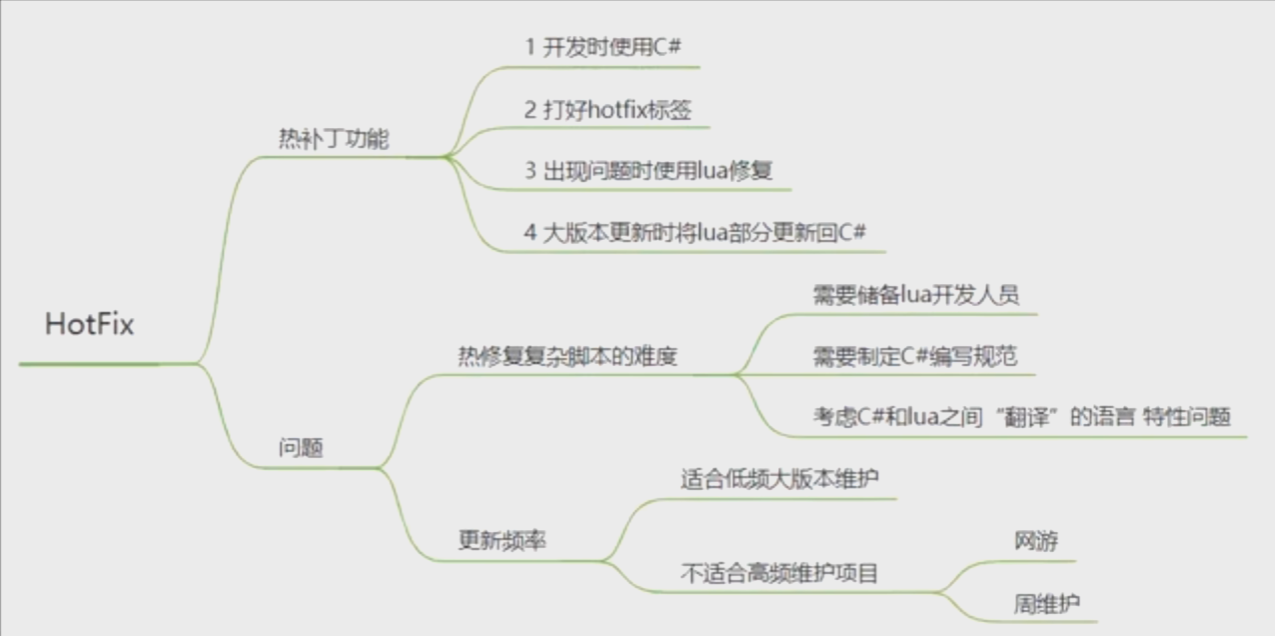 HotFix
热补丁功能
1 开发时使用C#
2 打好hotfix标签
3 出现问题时使用lua修复
4 大版本更新时将lua部分更新回C#
问题
热修复复杂脚本的难度
需要储备lua开发人员
需要制定C#编写规范
考虑C#和lua之间“翻译”的语言 特性问题
更新频率
适合低频大版本维护
不适合高频维护项目
网游
周维护